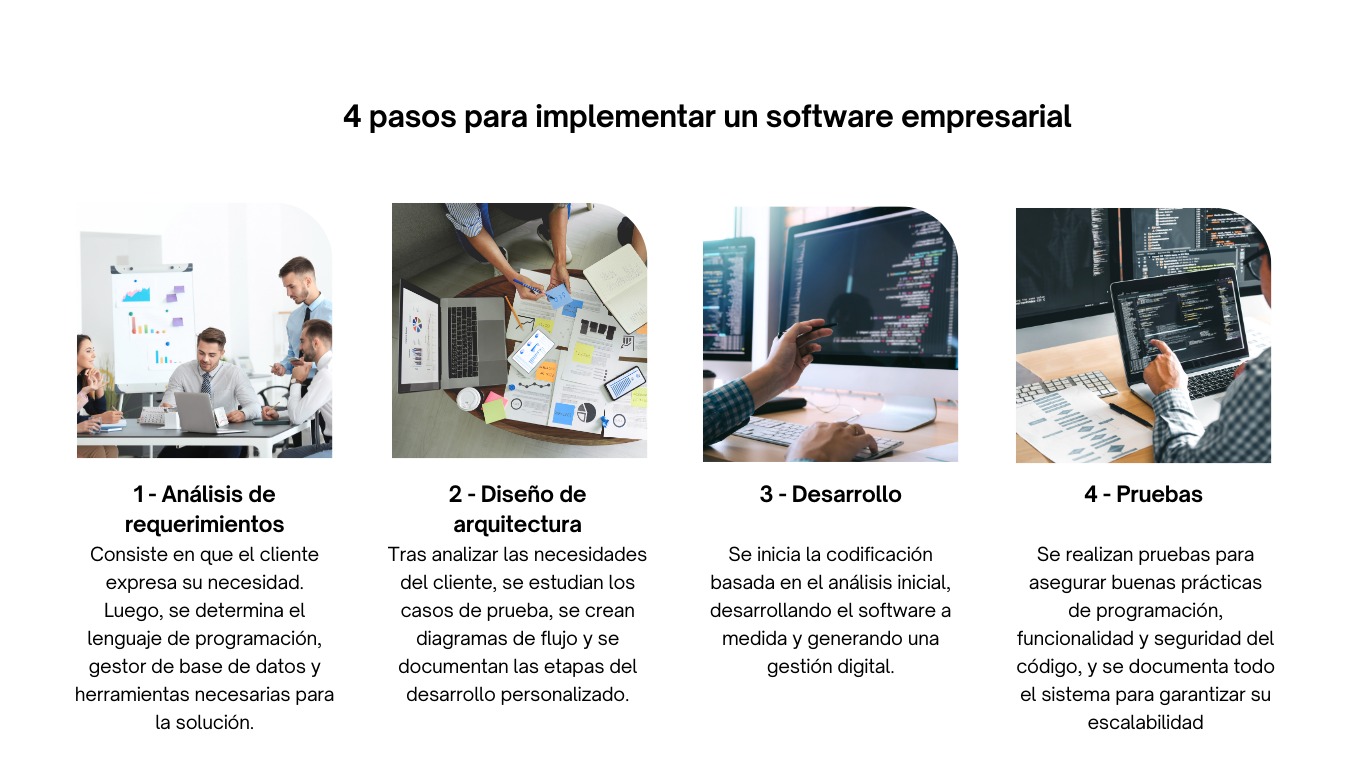 4 pasos para implementar un software empresarial
1 - Análisis de
requerimientos
Consiste en que el cliente
expresa su necesidad.
Luego, se determina el
lenguaje de programación,
gestor de base de datos y
herramientas necesarias para
la solución.
2 - Diseño de
arquitectura
Tras analizar las necesidades
del cliente, se estudian los
casos de prueba, se crean
diagramas de flujo y se
documentan las etapas del
desarrollo personalizado.
3 - Desarrollo
Se inicia la codificación
basada en el análisis inicial,
desarrollando el software a
medida y generando una
gestión digital.
4 - Pruebas
Se realizan pruebas para
asegurar buenas prácticas
de programación,
funcionalidad y seguridad del
código, y se documenta todo
el sistema para garantizar su
escalabilidad